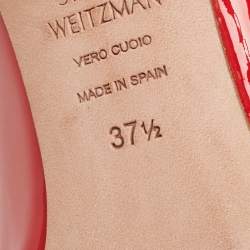 WEITZMAN
VERO CUOIO
MADE IN SPAIN
37½